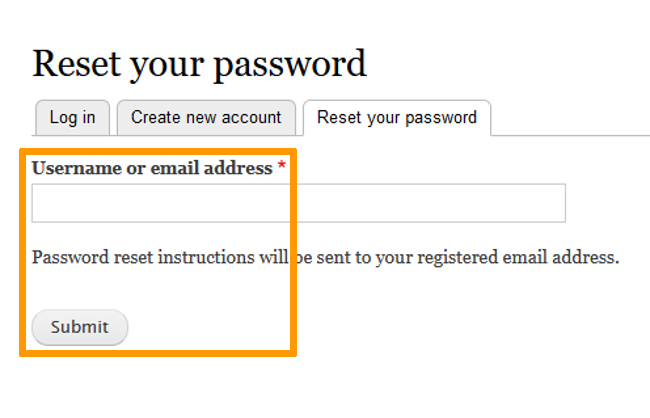 Reset your password
Log in Create new account Reset your password
Username or email address *
Password reset instructions will be sent to your registered email address.
Submit